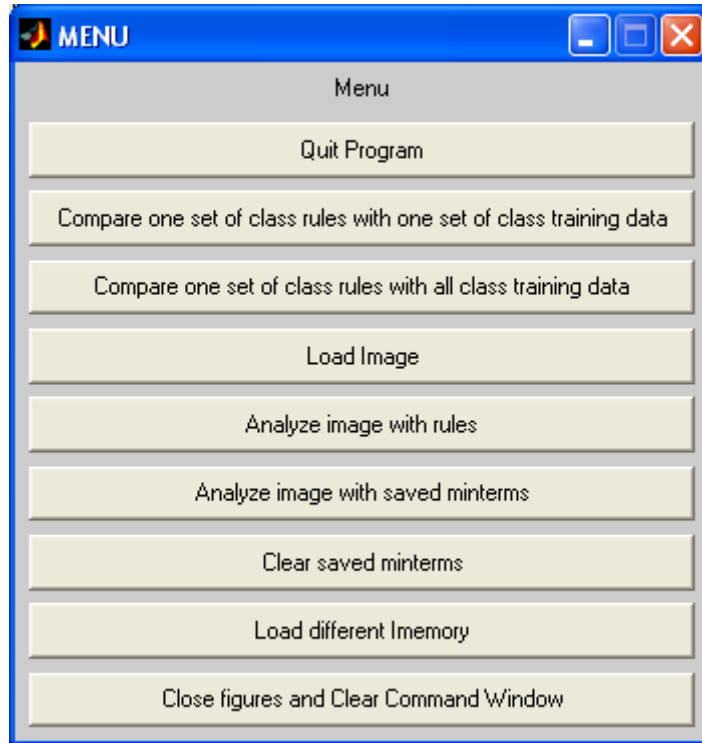 MENU
Menu
Quit Program
Compare one set of class rules with one set of class training data
Compare one set of class rules with all class training data
Load Image
Analyze image with rules
Analyze image with saved minterms
Clear saved minterms
Load different Imemory
Close figures and Clear Command Window